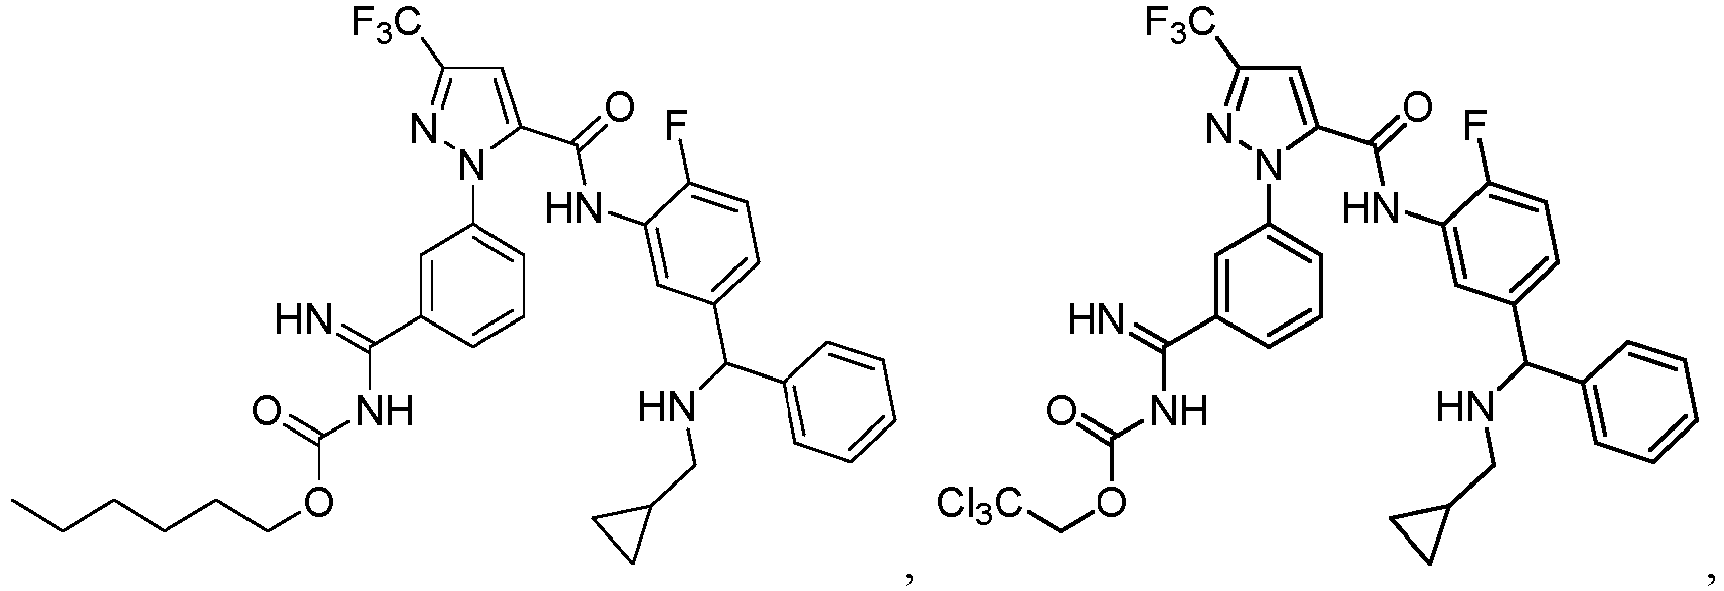 F3C F3C
O O
N F N F
N N
HN HN
HN HN
O NH HN O NH HN
O Cl3C O
, ,